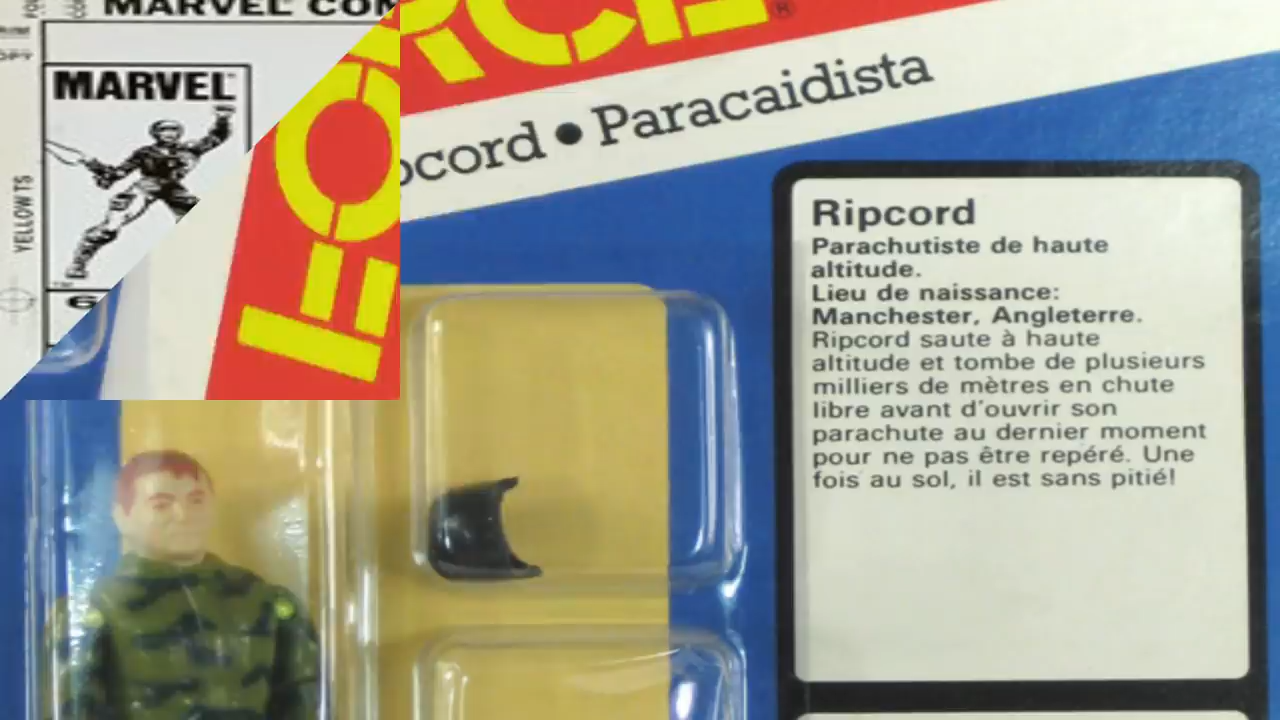 MARVEL COM
MARVEL
YELLOW TS
FORCE®
pcord • Paracaidista
Ripcord
Parachutiste de haute
altitude.
Lieu de naissance:
Manchester, Angleterre.
Ripcord saute à haute
altitude et tombe de plusieurs
milliers de mètres en chute
libre avant d'ouvrir son
parachute au dernier moment
pour ne pas être repéré. Une
fois au sol, il est sans pitié!